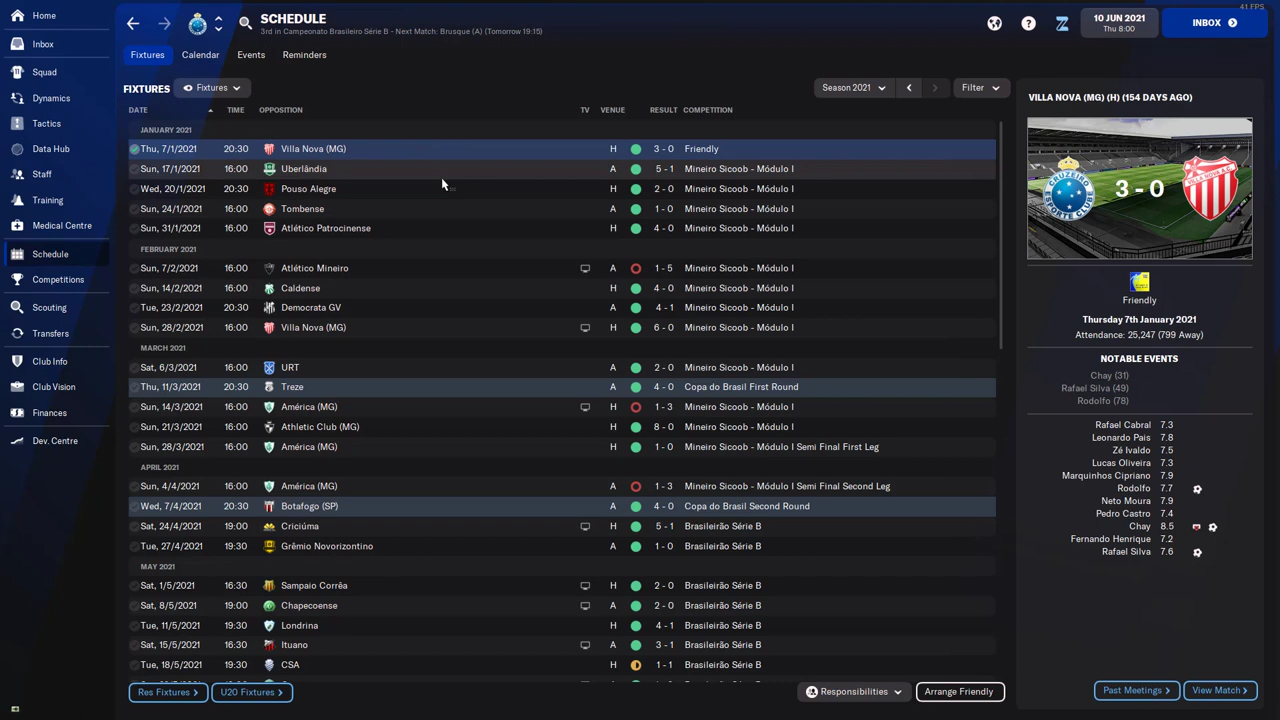 41 FPS
Home
Inbox
Squad
Dynamics
Tactics
Data Hub
Staff
Training
Medical Centre
Schedule
Competitions
Scouting
Transfers
Club Info
Club Vision
Finances
Dev. Centre
SCHEDULE
3rd in Campeonato Brasileiro Série B - Next Match: Brusque (A) (Tomorrow 19:15)
10 JUN 2021
Thu 8:00
INBOX
Fixtures Calendar Events Reminders
FIXTURES Fixtures Season 2021 Filter
DATE TIME OPPOSITION TV VENUE RESULT COMPETITION
JANUARY 2021
Thu, 7/1/2021 20:30 Villa Nova (MG) H 3 - 0 Friendly
Sun, 17/1/2021 16:00 Uberlândia A 5 - 1 Mineiro Sicoob - Módulo I
Wed, 20/1/2021 20:30 Pouso Alegre H 2 - 0 Mineiro Sicoob - Módulo I
Sun, 24/1/2021 16:00 Tombense A 1 - 0 Mineiro Sicoob - Módulo I
Sun, 31/1/2021 16:00 Atlético Patrocinense H 4 - 0 Mineiro Sicoob - Módulo I
FEBRUARY 2021
Sun, 7/2/2021 16:00 Atlético Mineiro A 1 - 5 Mineiro Sicoob - Módulo I
Sun, 14/2/2021 16:00 Caldense H 4 - 0 Mineiro Sicoob - Módulo I
Tue, 23/2/2021 20:30 Democrata GV A 4 - 1 Mineiro Sicoob - Módulo I
Sun, 28/2/2021 16:00 Villa Nova (MG) H 6 - 0 Mineiro Sicoob - Módulo I
MARCH 2021
Sat, 6/3/2021 16:00 URT A 2 - 0 Mineiro Sicoob - Módulo I
Thu, 11/3/2021 20:30 Treze A 4 - 0 Copa do Brasil First Round
Sun, 14/3/2021 16:00 América (MG) H 1 - 3 Mineiro Sicoob - Módulo I
Sun, 21/3/2021 16:00 Athletic Club (MG) H 8 - 0 Mineiro Sicoob - Módulo I
Sun, 28/3/2021 16:00 América (MG) H 1 - 0 Mineiro Sicoob - Módulo I Semi Final First Leg
APRIL 2021
Sun, 4/4/2021 16:00 América (MG) A 1 - 3 Mineiro Sicoob - Módulo I Semi Final Second Leg
Wed, 7/4/2021 20:30 Botafogo (SP) A 4 - 0 Copa do Brasil Second Round
Sat, 24/4/2021 19:00 Criciúma H 5 - 1 Brasileirão Série B
Tue, 27/4/2021 19:30 Grêmio Novorizontino A 1 - 0 Brasileirão Série B
MAY 2021
Sat, 1/5/2021 16:30 Sampaio Corrêa H 2 - 0 Brasileirão Série B
Sat, 8/5/2021 19:00 Chapecoense A 2 - 0 Brasileirão Série B
Tue, 11/5/2021 19:30 Londrina H 4 - 1 Brasileirão Série B
Sat, 15/5/2021 16:30 Ituano A 3 - 1 Brasileirão Série B
Tue, 18/5/2021 19:30 CSA H 1 - 1 Brasileirão Série B
Res Fixtures U20 Fixtures Responsibilities Arrange Friendly
VILLA NOVA (MG) (H) (154 DAYS AGO)
3 - 0
Friendly
Thursday 7th January 2021
Attendance: 25,247 (799 Away)
NOTABLE EVENTS
Chay (31)
Rafael Silva (49)
Rodolfo (78)
Rafael Cabral 7.3
Leonardo Pais 7.8
Zé Ivaldo 7.5
Lucas Oliveira 7.3
Marquinhos Cipriano 7.9
Rodolfo 7.7
Neto Moura 7.9
Pedro Castro 7.4
Chay 8.5
Fernando Henrique 7.2
Rafael Silva 7.6
Past Meetings View Match